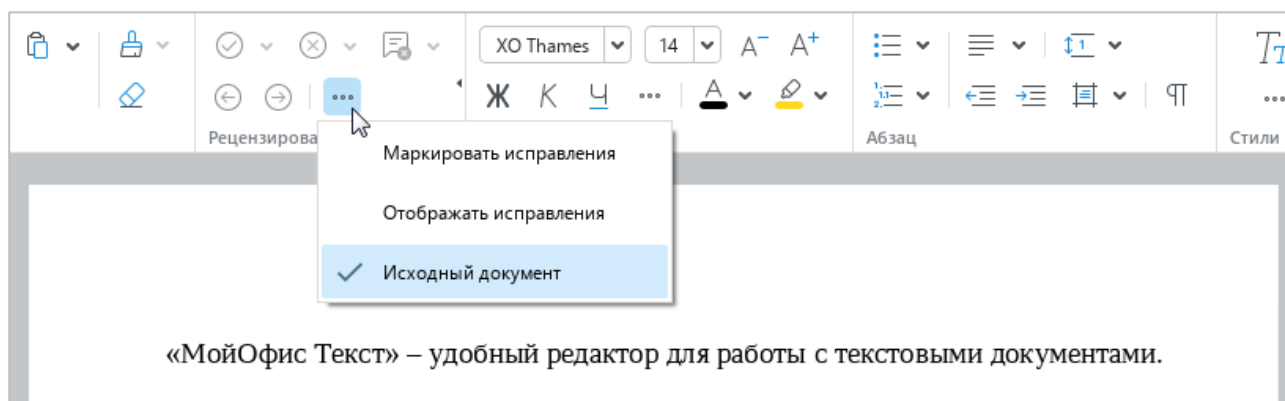 XO Thames 14 А⁻ А⁺
Ж К Ч А
Рецензирова Абзац Стили
Маркировать исправления
Отображать исправления
Исходный документ
«МойОфис Текст» – удобный редактор для работы с текстовыми документами.